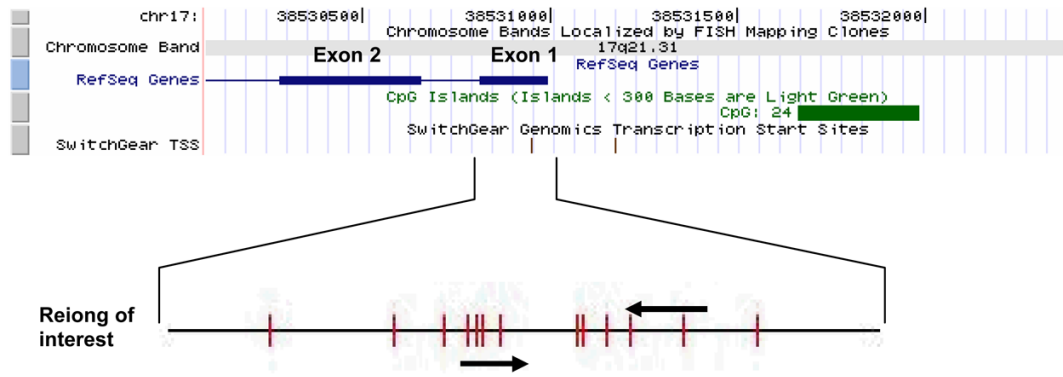 chr17: 38530500| 38531000| 38531500| 38532000|
Chromosome Bands Localized by FISH Mapping Clones
Chromosome Band 17q21.31
Exon 2 Exon 1
RefSeq Genes
RefSeq Genes
CpG Islands (Islands < 300 Bases are Light Green)
CpG: 24
SwitchGear Genomics Transcription Start Sites
SwitchGear TSS
Reiong of
interest